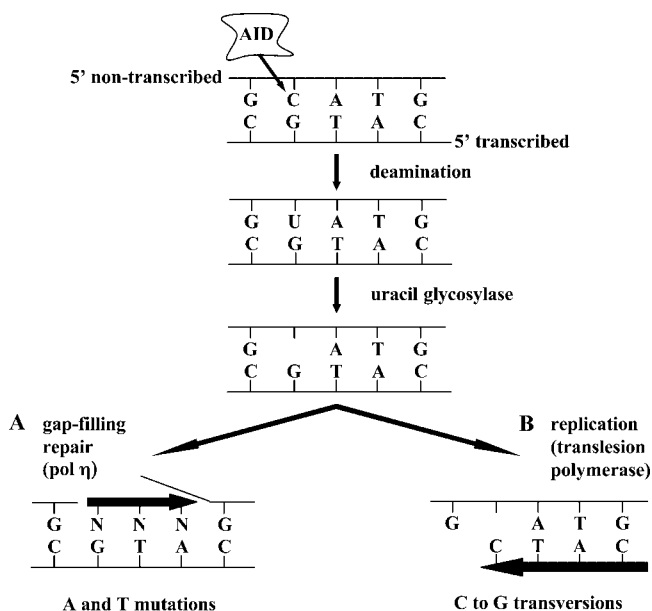 AID
5' non-transcribed
G C A T G
C G T A C
5' transcribed
deamination
G U A T G
C G T A C
uracil glycosylase
G A T G
C G T A C
A gap-filling
repair
(pol η)
G N N N G
C G T A C
A and T mutations
B replication
(translesion
polymerase)
G A T G
C T A C
C to G transversions